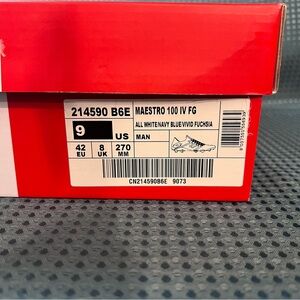 214590 B6E
MAESTRO 100 IV FG
ALL WHITE/NAVY BLUE/VIVID FUCHSIA
9
US
MAN
42
8
270
EU
UK
MM
CN214590B6E 9073